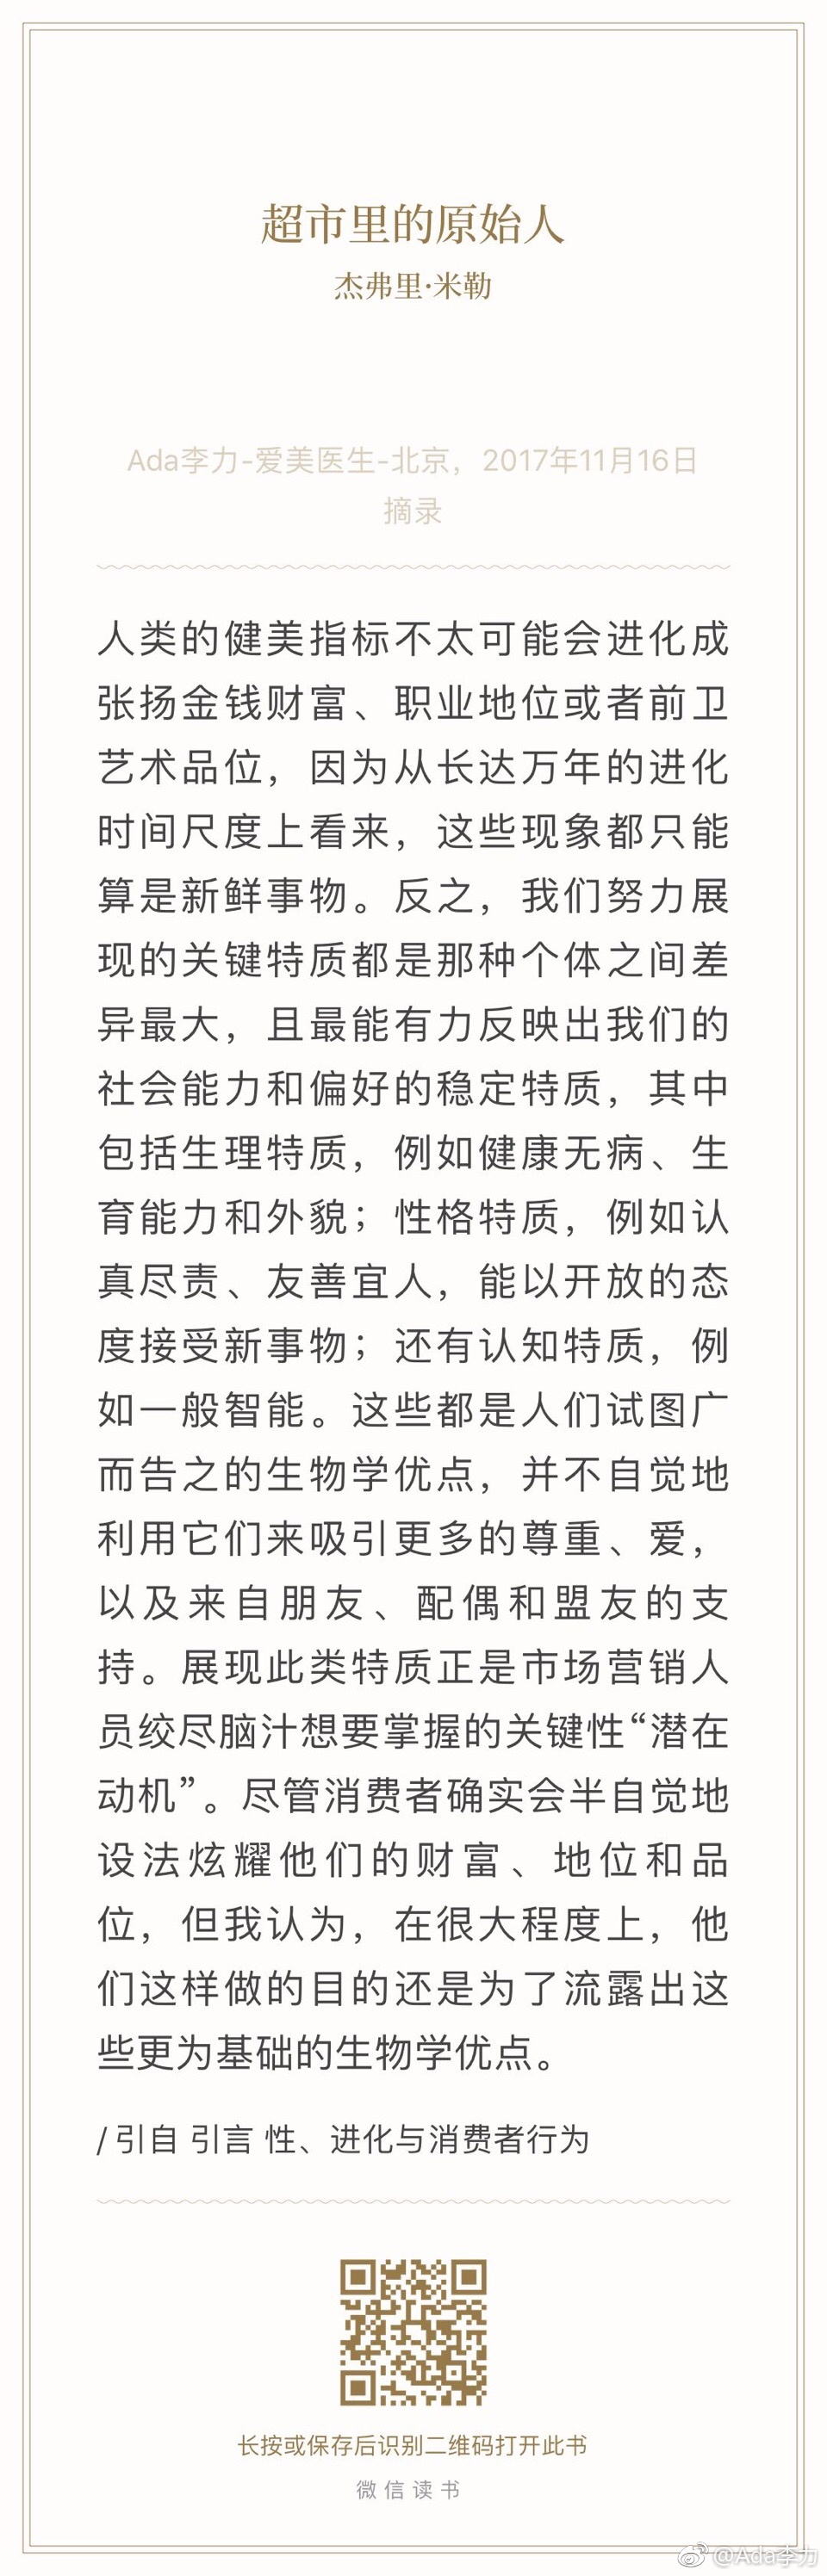 超市里的原始人
杰弗里·米勒
Ada李力-爱美医生-北京，2017年11月16日
摘录
人类的健美指标不太可能会进化成
张扬金钱财富、职业地位或者前卫
艺术品位，因为从长达万年的进化
时间尺度上看来，这些现象都只能
算是新鲜事物。反之，我们努力展
现的关键特质都是那种个体之间差
异最大，且最能有力反映出我们的
社会能力和偏好的稳定特质，其中
包括生理特质，例如健康无病、生
育能力和外貌；性格特质，例如认
真尽责、友善宜人，能以开放的态
度接受新事物；还有认知特质，例
如一般智能。这些都是人们试图广
而告之的生物学优点，并不自觉地
利用它们来吸引更多的尊重、爱，
以及来自朋友、配偶和盟友的支
持。展现此类特质正是市场营销人
员绞尽脑汁想要掌握的关键性“潜在
动机”。尽管消费者确实会半自觉地
设法炫耀他们的财富、地位和品
位，但我认为，在很大程度上，他
们这样做的目的还是为了流露出这
些更为基础的生物学优点。
/ 引自 引言 性、进化与消费者行为
长按或保存后识别二维码打开此书
微信读书
@Ada李力